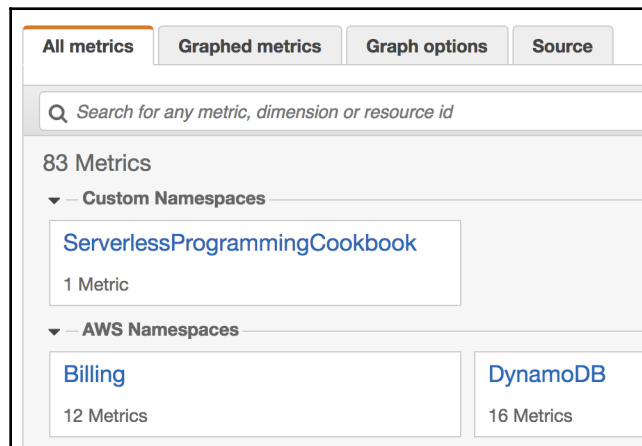 All metrics Graphed metrics Graph options Source
Search for any metric, dimension or resource id
83 Metrics
Custom Namespaces
ServerlessProgrammingCookbook
1 Metric
AWS Namespaces
Billing DynamoDB
12 Metrics 16 Metrics